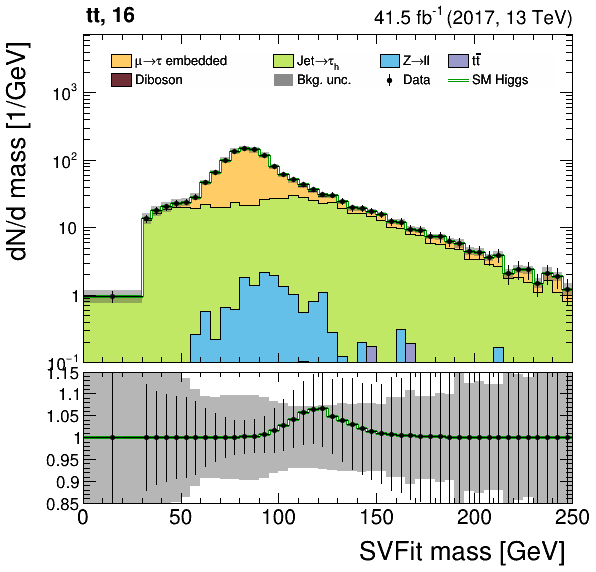 tt, 16
41.5 fb⁻¹ (2017, 13 TeV)
dN/d mass [1/GeV]
μ→τ embedded
Jet→τₕ
Z→ll
tt̄
Diboson
Bkg. unc.
Data
SM Higgs
10³
10²
10
1
10⁻¹
1.15
1.1
1.05
1
0.95
0.9
0.85
0 50 100 150 200 250
SVFit mass [GeV]